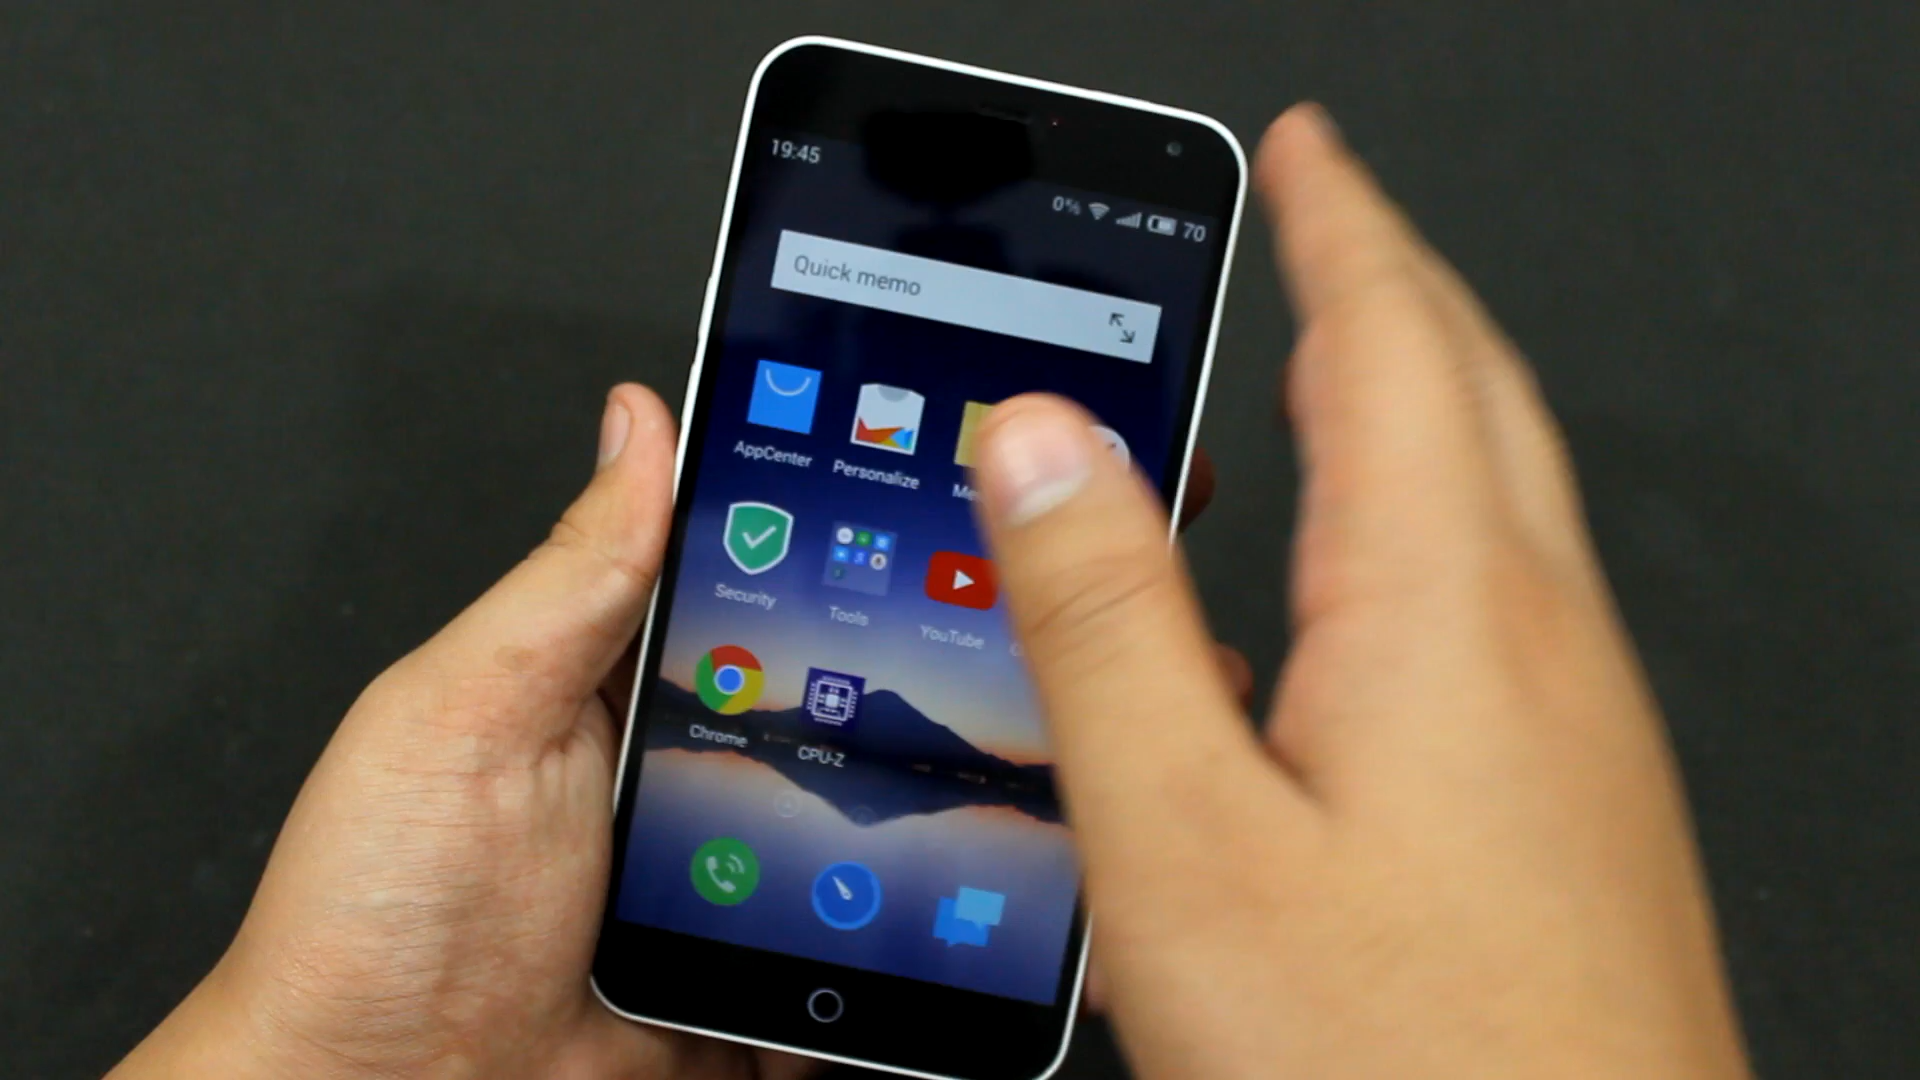 19:45
0% 70
Quick memo
AppCenter Personalize
Security Tools YouTube
Chrome CPU-Z